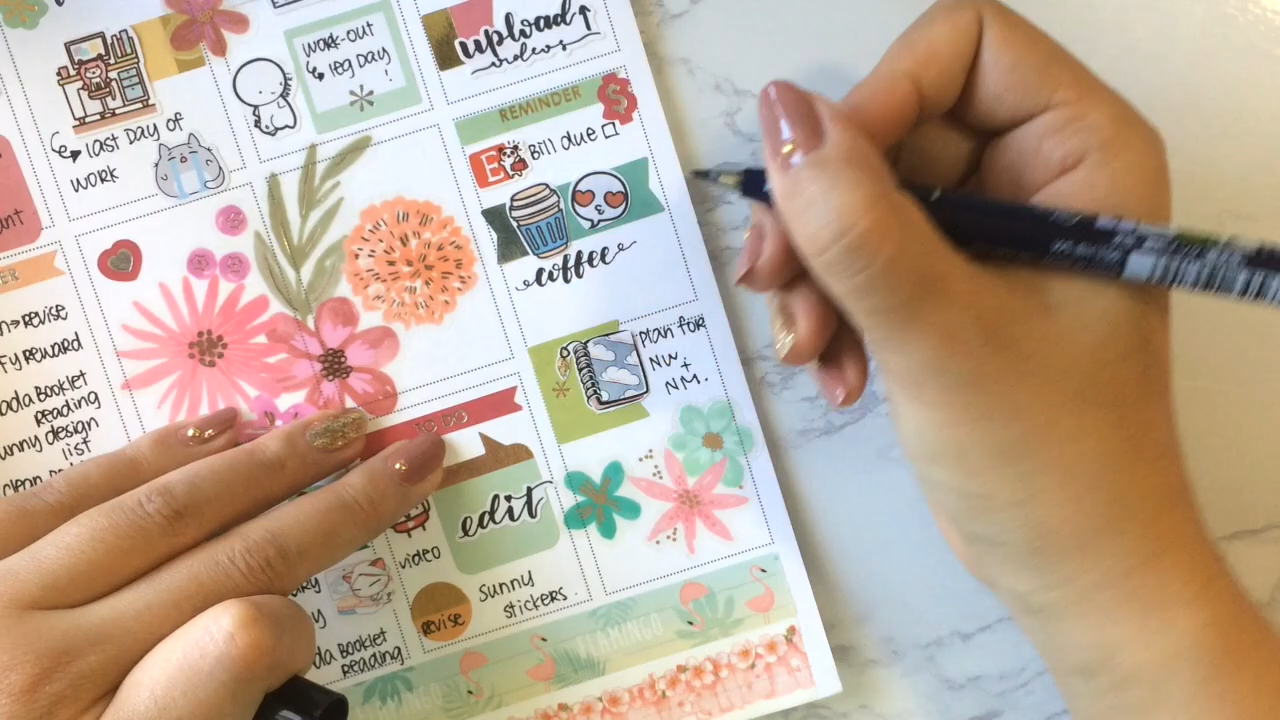 upload
videos
work-out
leg day!
last day of
work
REMINDER
$
E
Bill due
coffee
Plan for
NW
+
NM.
ER
→ Revise
Fy Reward
Booklet
Reading
design
list
TO DO
edit
video
Sunny
stickers.
Revise
Booklet
Reading
FLAMINGO